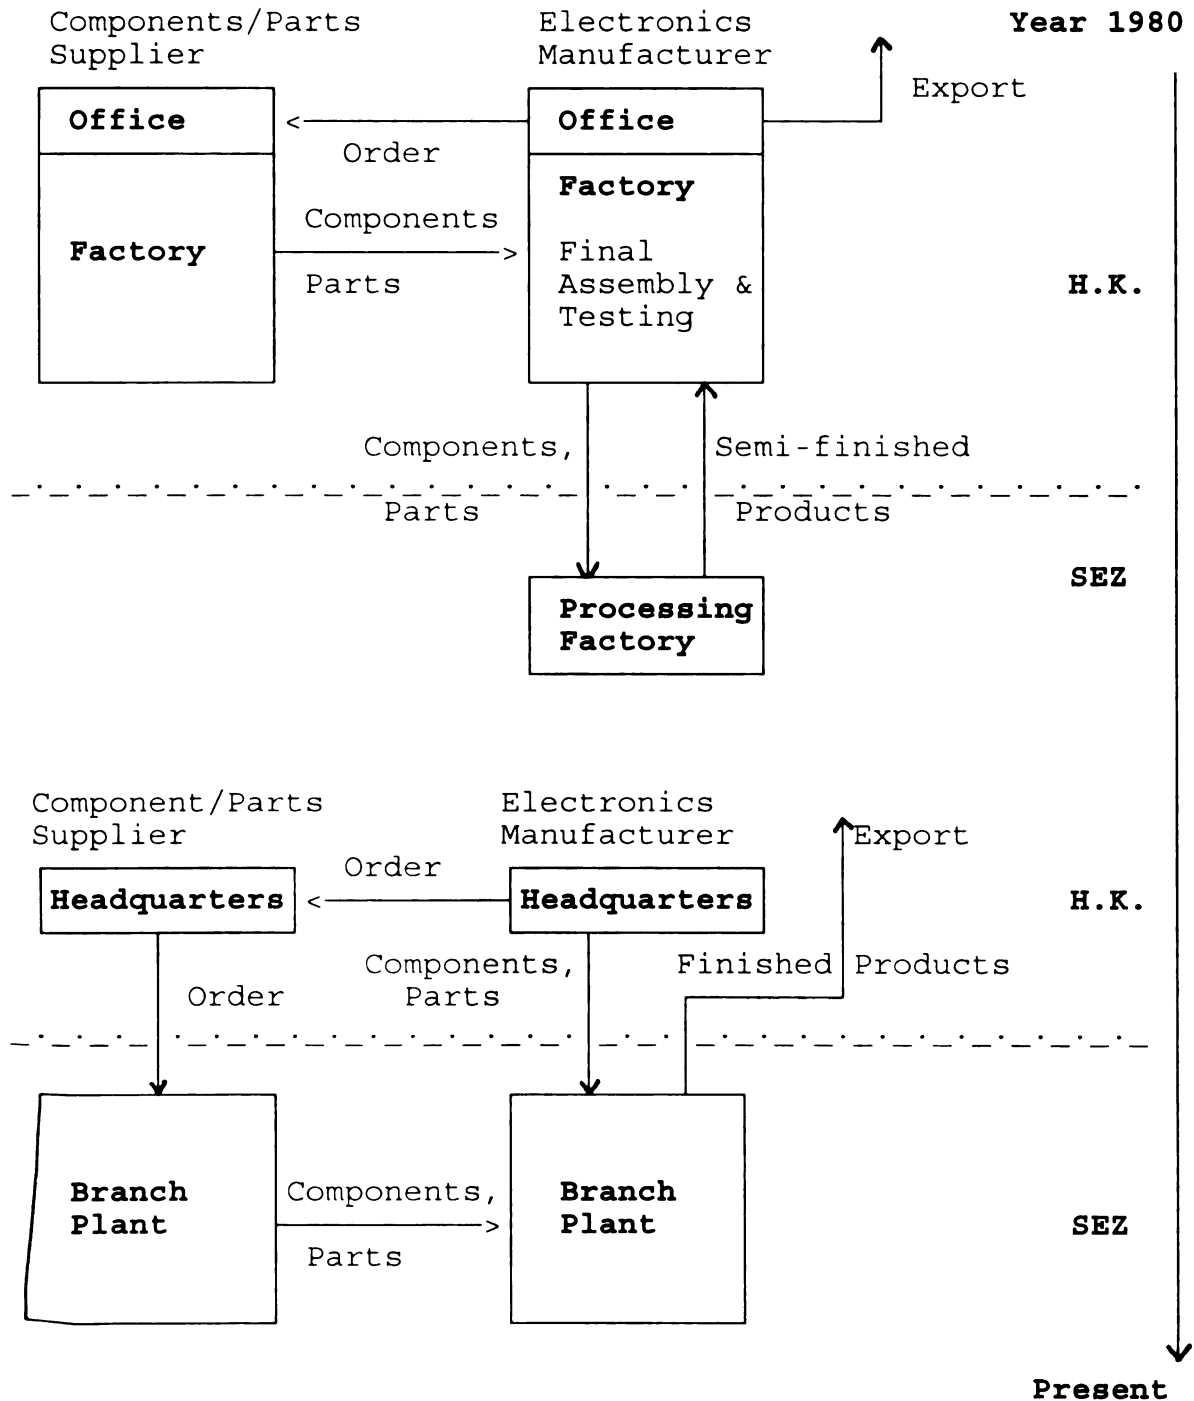 Components/Parts
Supplier
Electronics
Manufacturer
Year 1980
Export
Office
Office
Order
Factory
Components
Factory
Final
Parts
Assembly &
H.K.
Testing
Components,
Semi-finished
Parts
Products
SEZ
Processing
Factory
Component/Parts
Supplier
Electronics
Manufacturer
Export
Order
Headquarters
Headquarters
H.K.
Components,
Parts
Finished Products
Order
Branch
Plant
Components,
Parts
Branch
Plant
SEZ
Present